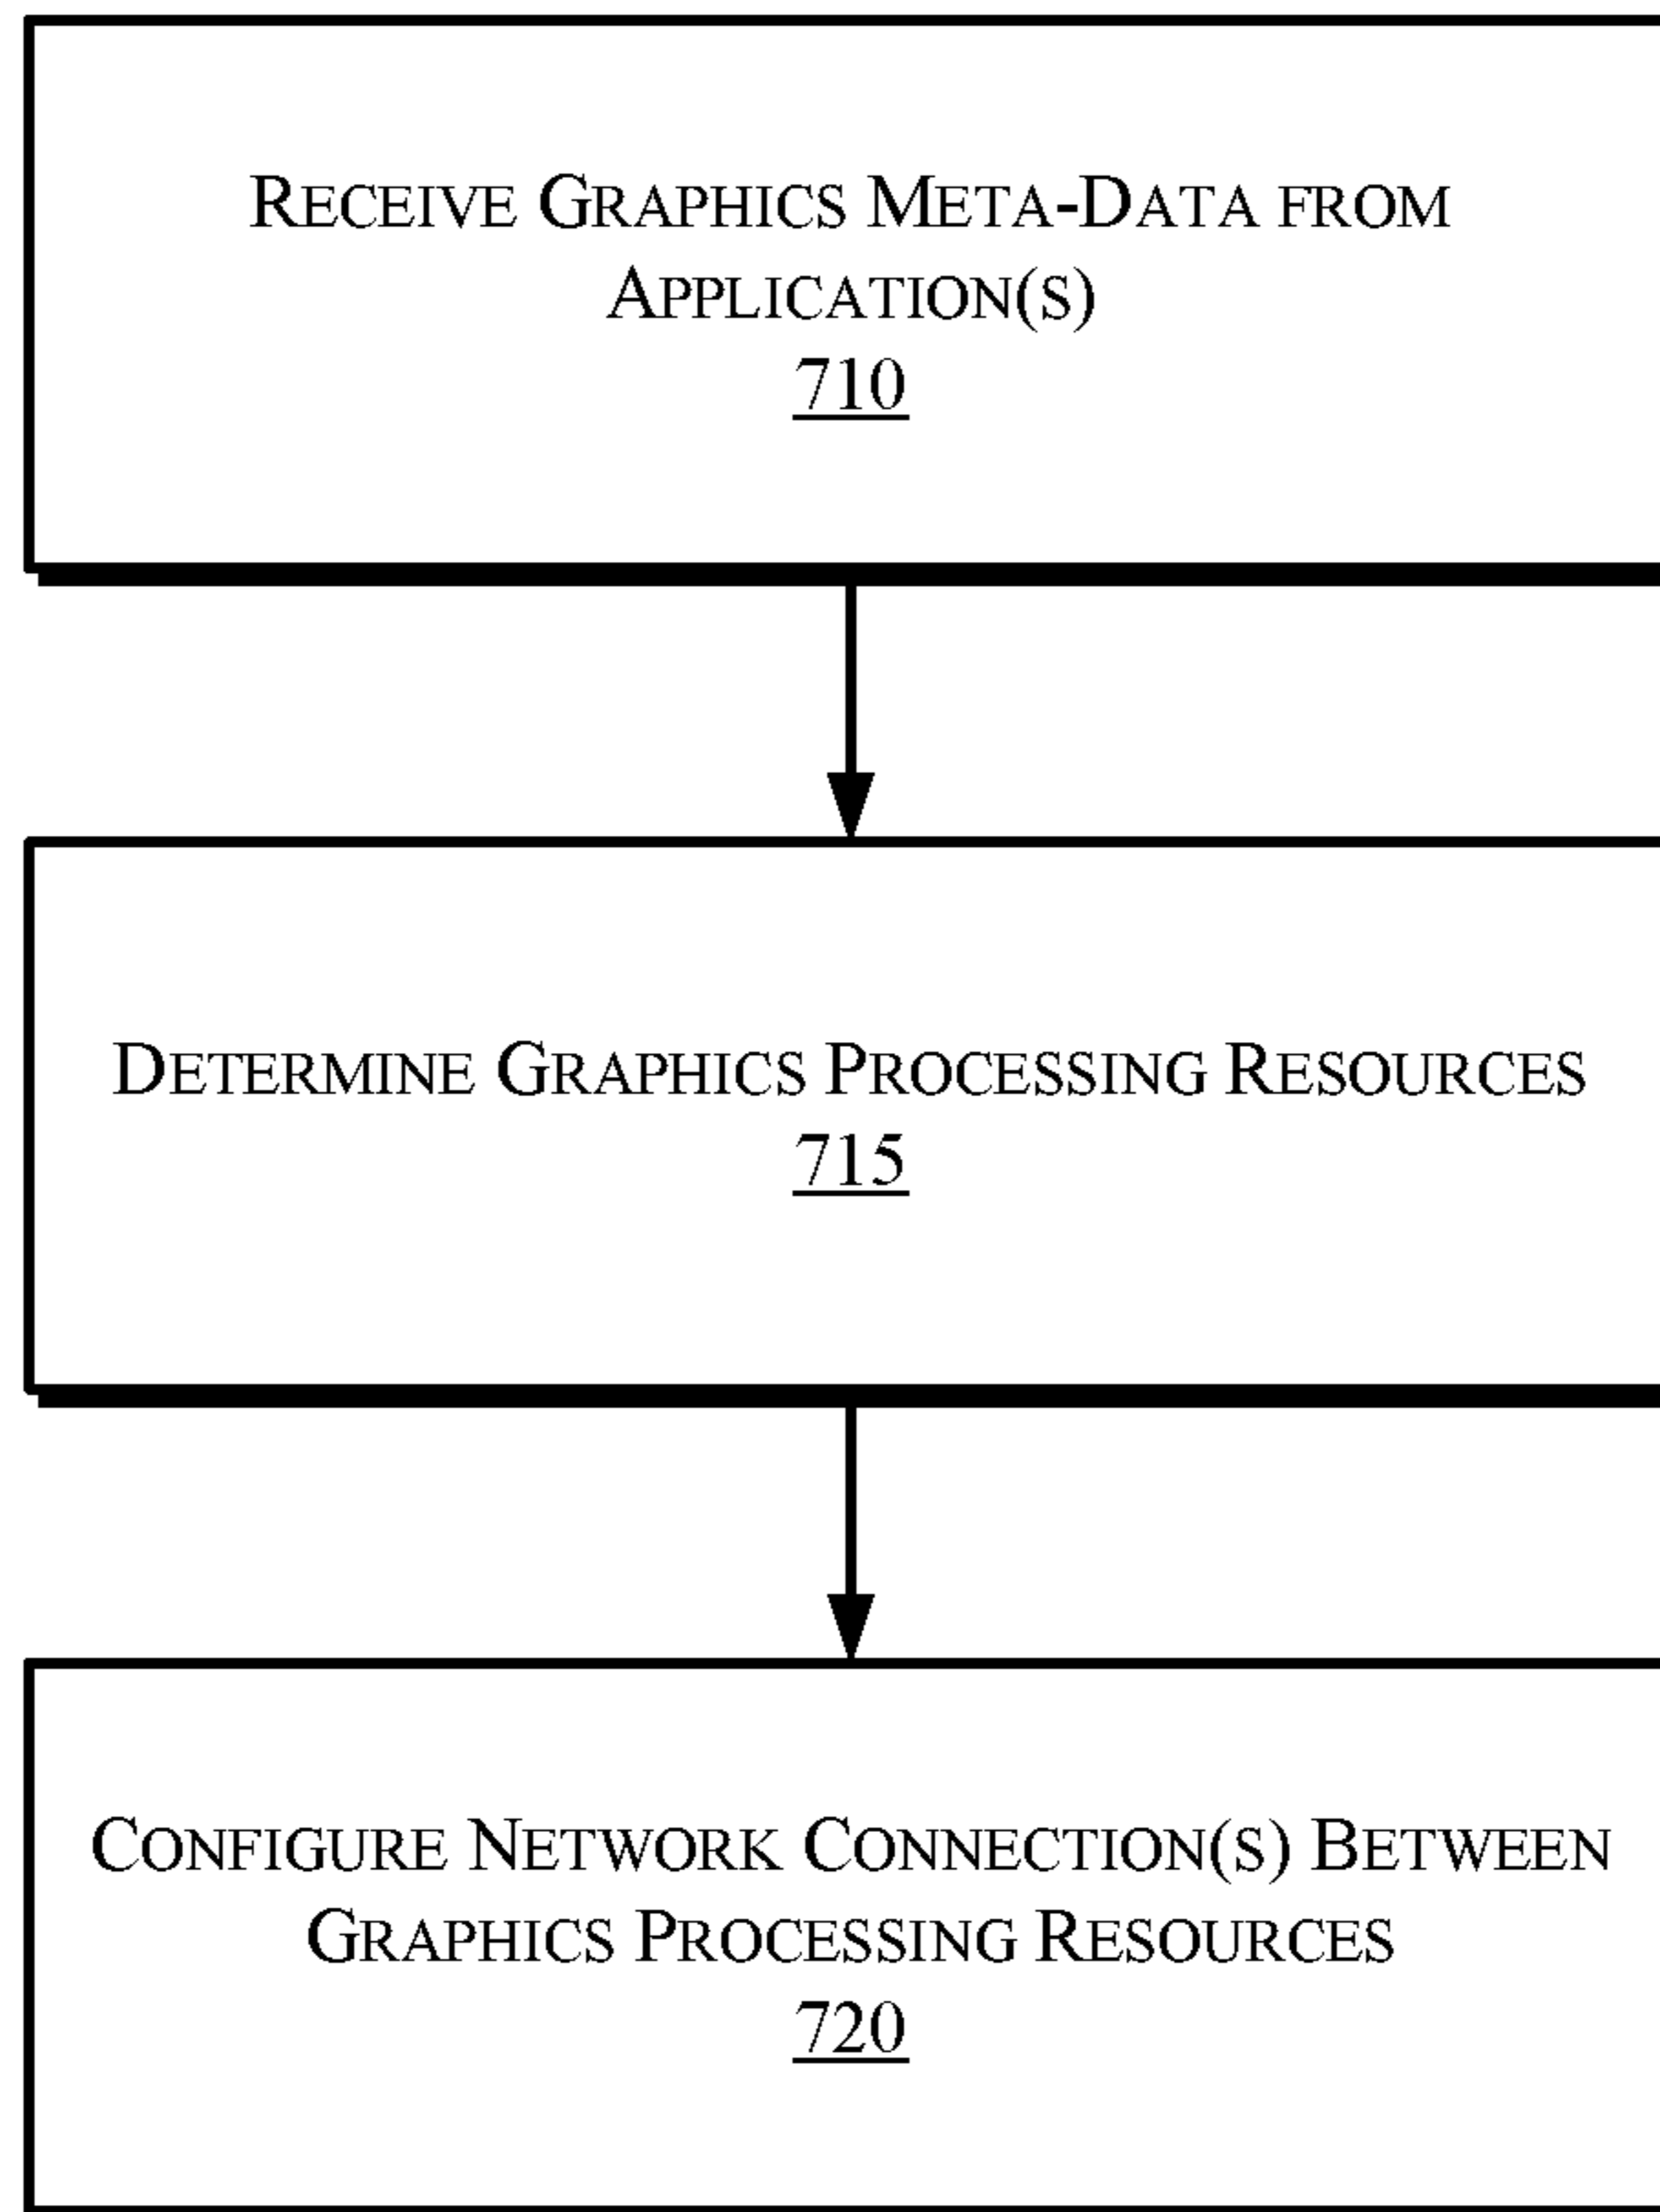 RECEIVE GRAPHICS META-DATA FROM
APPLICATION(S)
710
DETERMINE GRAPHICS PROCESSING RESOURCES
715
CONFIGURE NETWORK CONNECTION(S) BETWEEN
GRAPHICS PROCESSING RESOURCES
720